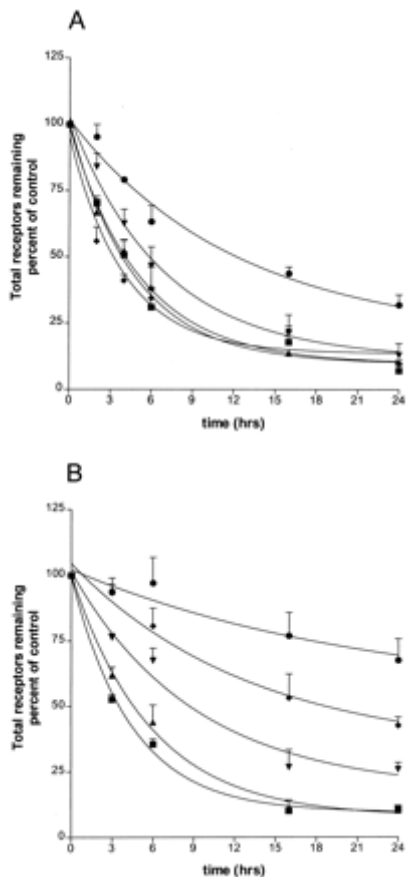 A
125
100
75
50
25
0
Total receptors remaining
percent of control
0 3 6 9 12 15 18 21 24
time (hrs)
B
125
100
75
50
25
0
Total receptors remaining
percent of control
0 3 6 9 12 15 18 21 24
time (hrs)